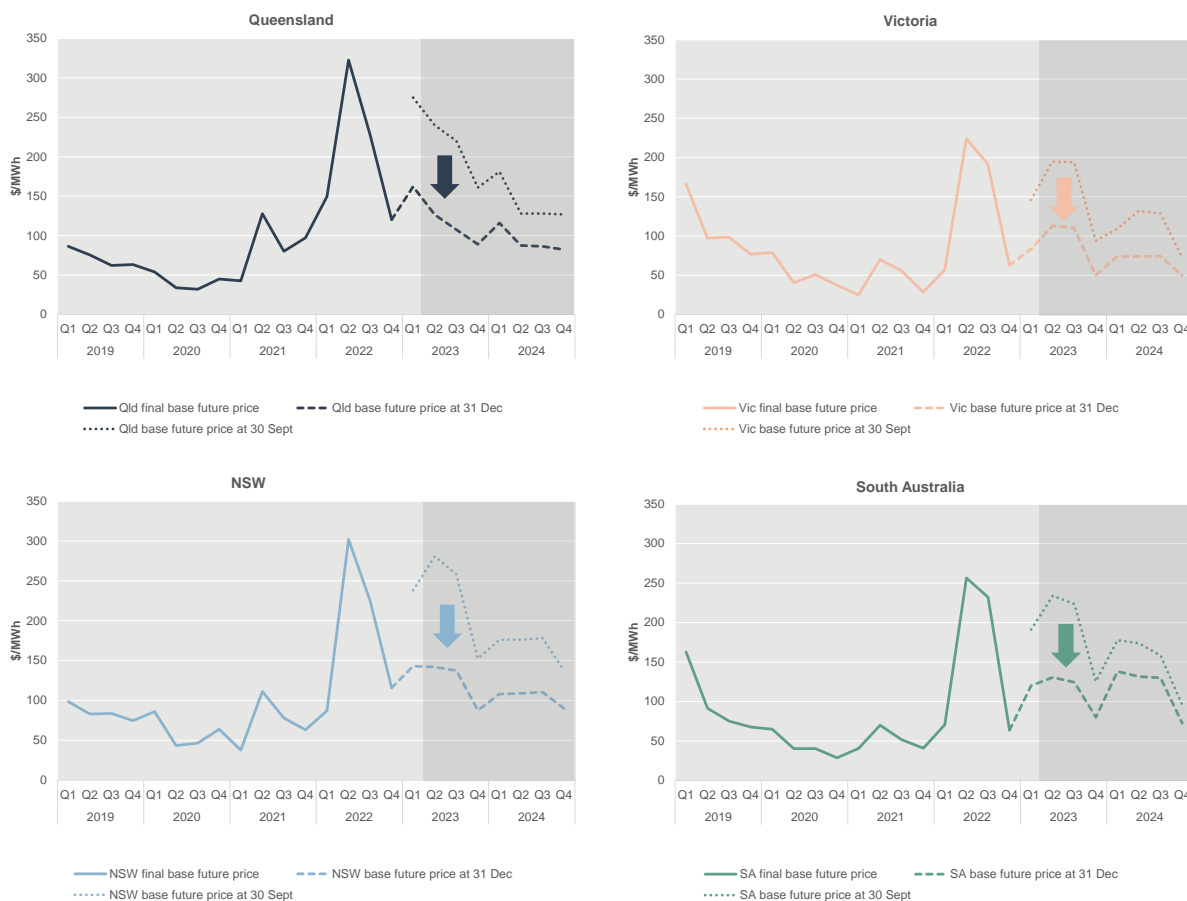 Queensland
350
300
250
200
150
100
50
0
$/MWh
Q1 Q2 Q3 Q4 Q1 Q2 Q3 Q4 Q1 Q2 Q3 Q4 Q1 Q2 Q3 Q4 Q1 Q2 Q3 Q4 Q1 Q2 Q3 Q4
2019 2020 2021 2022 2023 2024
Qld final base future price Qld base future price at 31 Dec
Qld base future price at 30 Sept
Victoria
350
300
250
200
150
100
50
0
$/MWh
Q1 Q2 Q3 Q4 Q1 Q2 Q3 Q4 Q1 Q2 Q3 Q4 Q1 Q2 Q3 Q4 Q1 Q2 Q3 Q4 Q1 Q2 Q3 Q4
2019 2020 2021 2022 2023 2024
Vic final base future price Vic base future price at 31 Dec
Vic base future price at 30 Sept
NSW
350
300
250
200
150
100
50
0
$/MWh
Q1 Q2 Q3 Q4 Q1 Q2 Q3 Q4 Q1 Q2 Q3 Q4 Q1 Q2 Q3 Q4 Q1 Q2 Q3 Q4 Q1 Q2 Q3 Q4
2019 2020 2021 2022 2023 2024
NSW final base future price NSW base future price at 31 Dec
NSW base future price at 30 Sept
South Australia
350
300
250
200
150
100
50
0
$/MWh
Q1 Q2 Q3 Q4 Q1 Q2 Q3 Q4 Q1 Q2 Q3 Q4 Q1 Q2 Q3 Q4 Q1 Q2 Q3 Q4 Q1 Q2 Q3 Q4
2019 2020 2021 2022 2023 2024
SA final base future price SA base future price at 31 Dec
SA base future price at 30 Sept